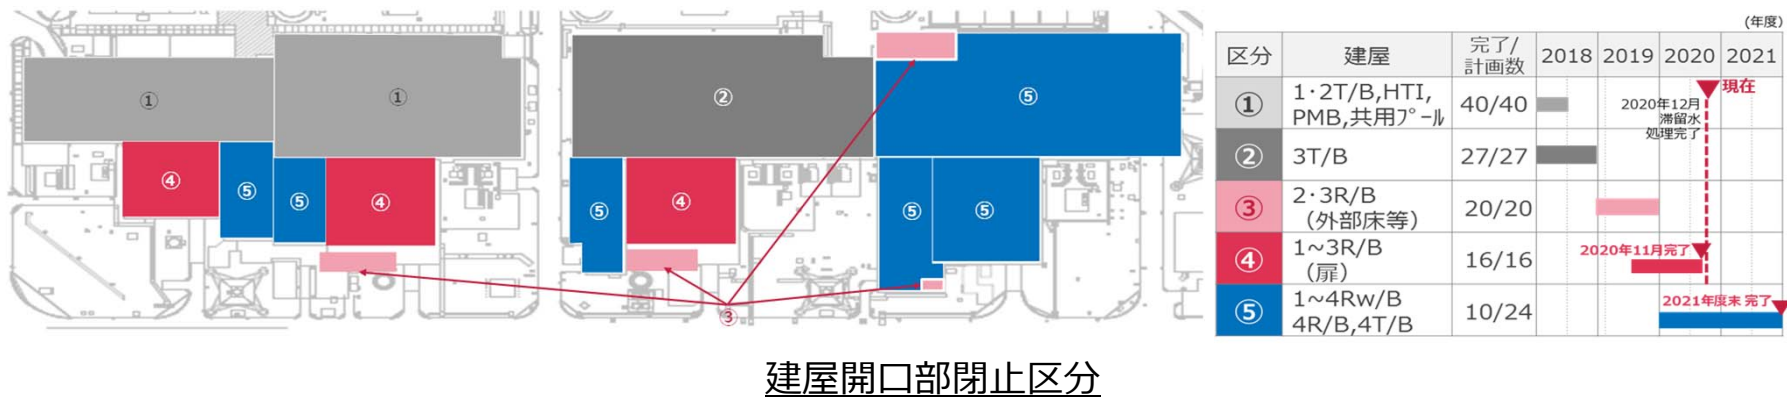 ①
①
④
⑤
⑤
④
②
⑤
⑤
④
⑤
⑤
③
(年度)
区分 建屋 完了/計画数 2018 2019 2020 2021
現在
① 1・2T/B,HTI,
PMB,共用プール 40/40
2020年12月
滞留水
処理完了
② 3T/B 27/27
③ 2・3R/B
（外部床等） 20/20
④ 1~3R/B
（扉） 16/16
2020年11月完了
⑤ 1~4Rw/B
4R/B,4T/B 10/24
2021年度末 完了
建屋開口部閉止区分